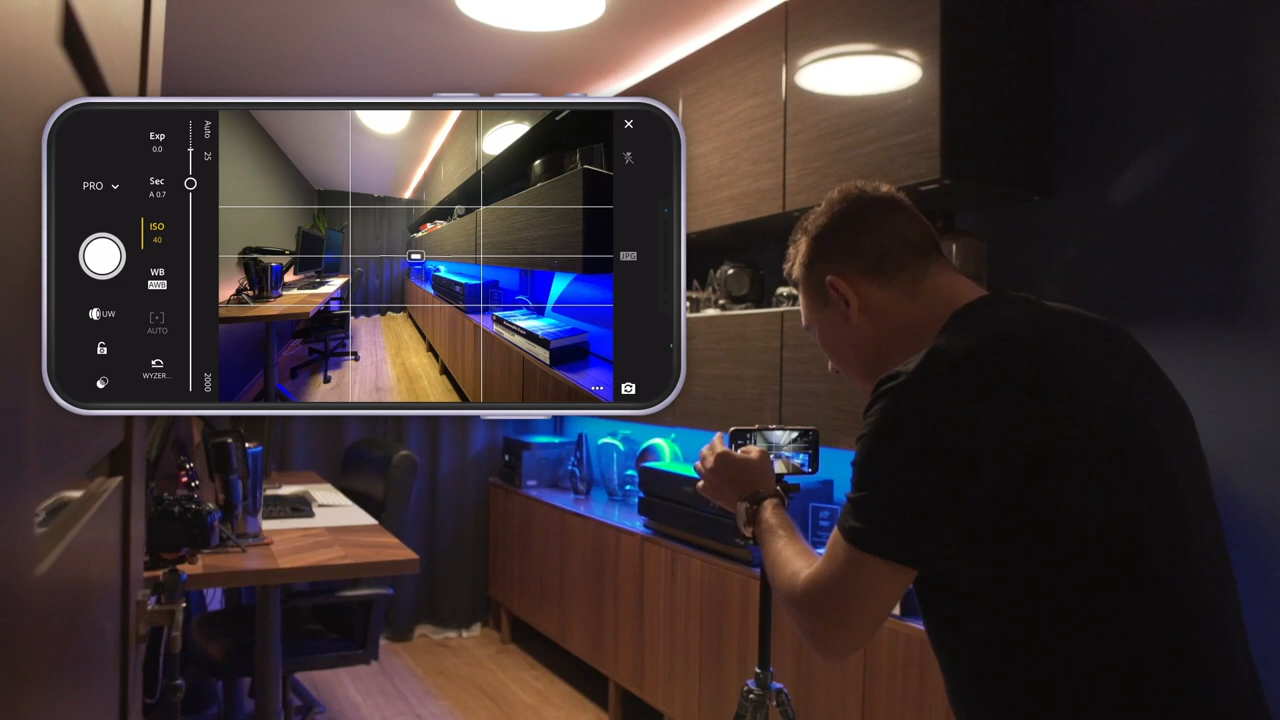 Exp
0.0
PRO
Sec
A 0.7
ISO
40
WB
AWB
UW
AUTO
WYZER...
Auto
25
2000
JPG